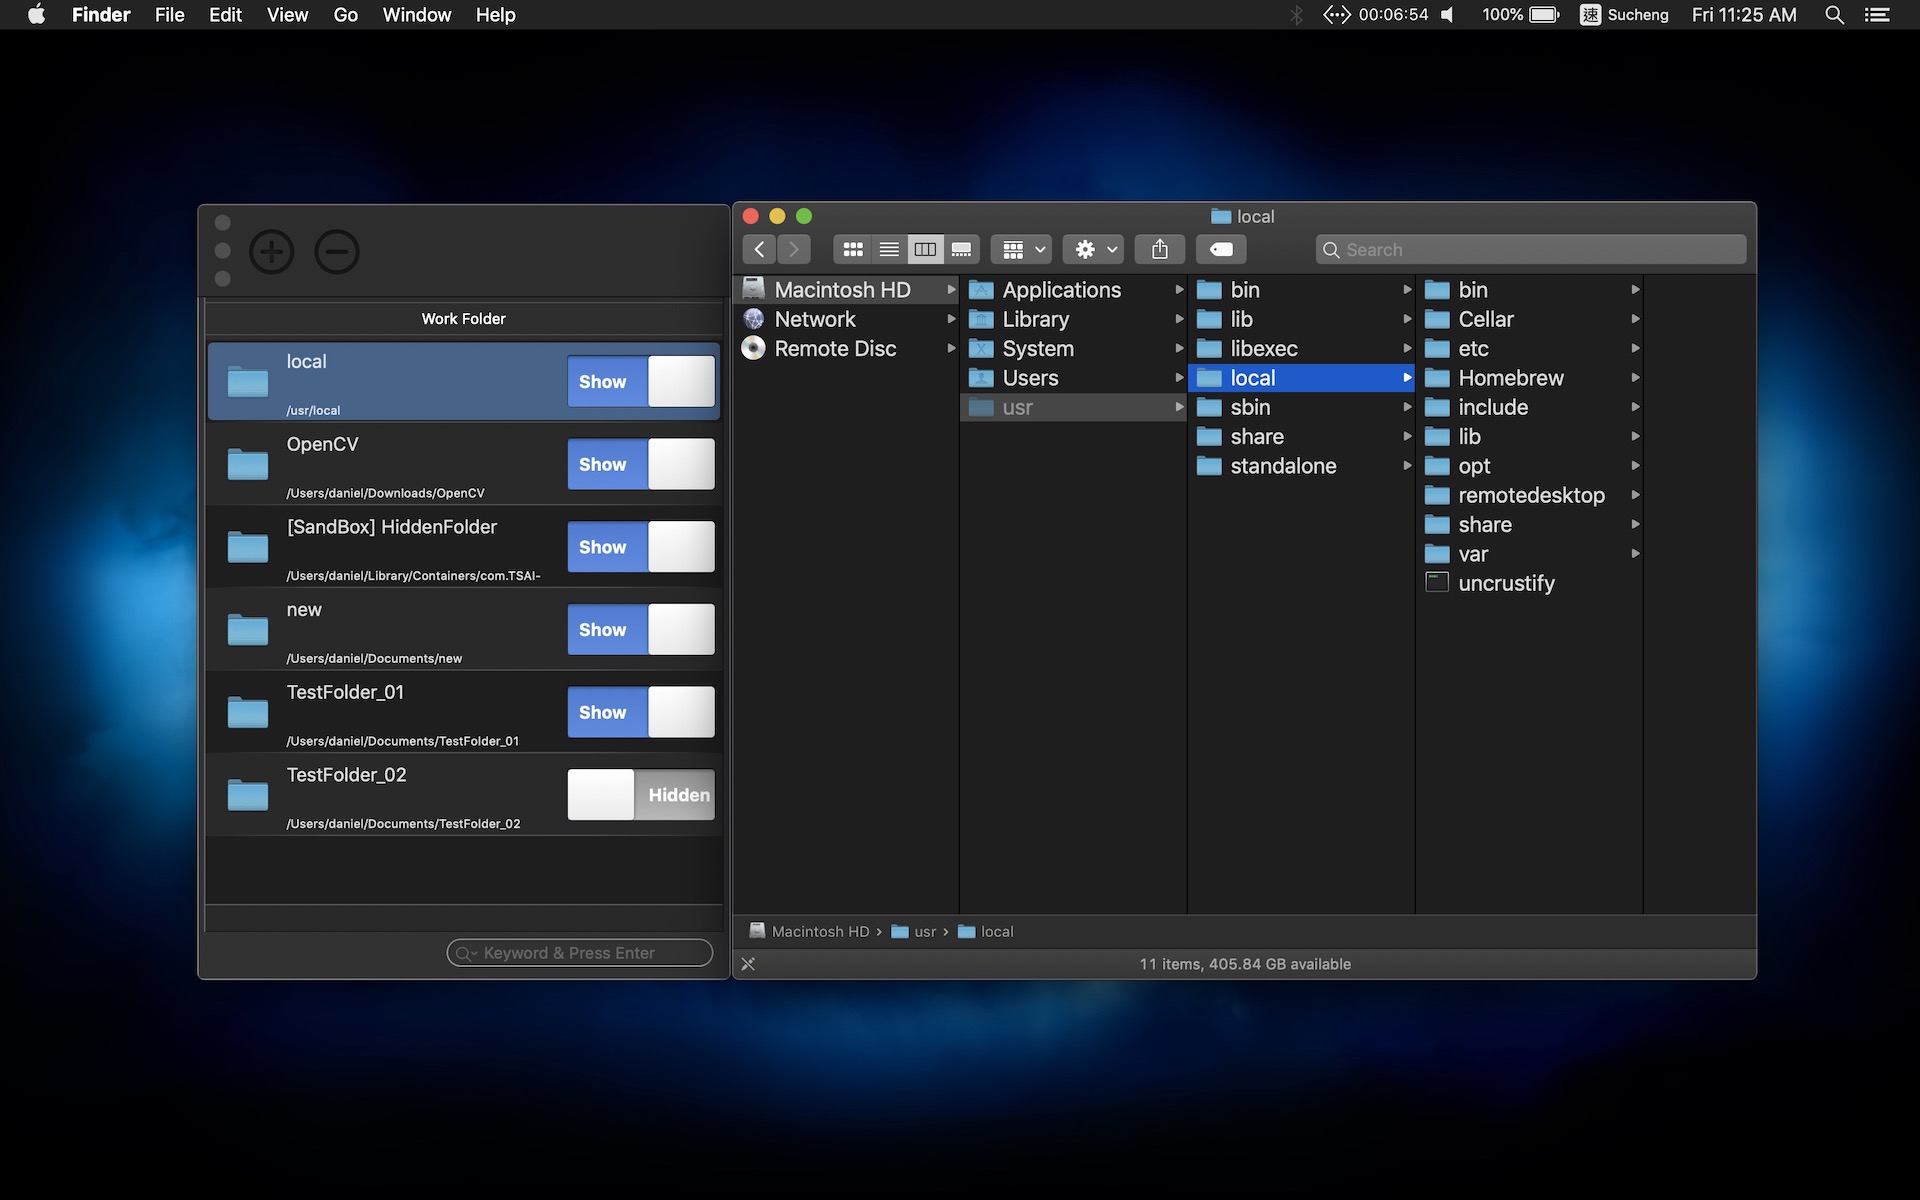 Finder File Edit View Go Window Help 00:06:54 100% 速 Sucheng Fri 11:25 AM
Work Folder
local
Show
/usr/local
OpenCV
Show
/Users/daniel/Downloads/OpenCV
[SandBox] HiddenFolder
Show
/Users/daniel/Library/Containers/com.TSAI-
new
Show
/Users/daniel/Documents/new
TestFolder_01
Show
/Users/daniel/Documents/TestFolder_01
TestFolder_02
Hidden
/Users/daniel/Documents/TestFolder_02
Keyword & Press Enter
local
Search
Macintosh HD
Network
Remote Disc
Applications
Library
System
Users
usr
bin
lib
libexec
local
sbin
share
standalone
bin
Cellar
etc
Homebrew
include
lib
opt
remotedesktop
share
var
uncrustify
Macintosh HD › usr › local
11 items, 405.84 GB available